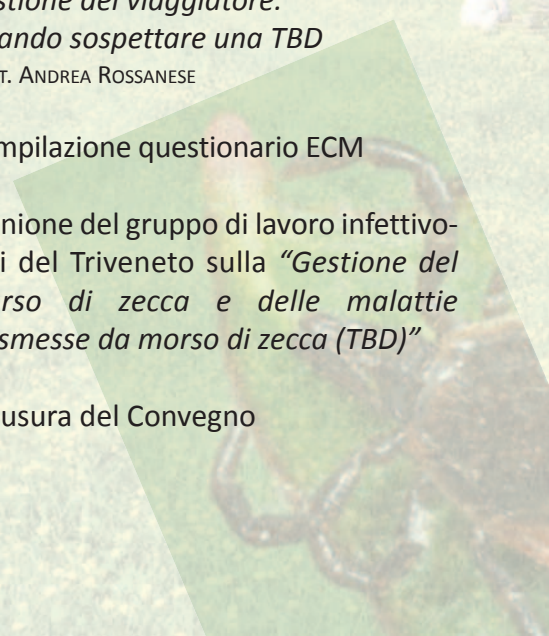 stione del viaggiatore:
ando sospettare una TBD
T. ANDREA ROSSANESE
mpilazione questionario ECM
nione del gruppo di lavoro infettivo-
i del Triveneto sulla “Gestione del
rso di zecca e delle malattie
smesse da morso di zecca (TBD)”
usura del Convegno